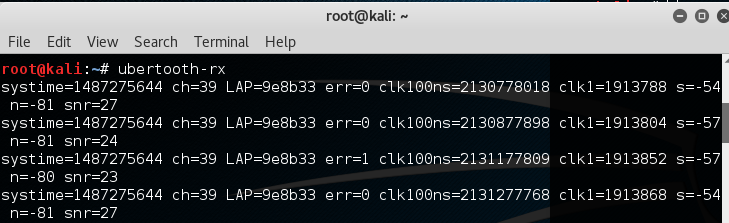 root@kali: ~
File Edit View Search Terminal Help
root@kali:~# ubertooth-rx
systime=1487275644 ch=39 LAP=9e8b33 err=0 clk100ns=2130778018 clk1=1913788 s=-54
n=-81 snr=27
systime=1487275644 ch=39 LAP=9e8b33 err=0 clk100ns=2130877898 clk1=1913804 s=-57
n=-81 snr=24
systime=1487275644 ch=39 LAP=9e8b33 err=1 clk100ns=2131177809 clk1=1913852 s=-57
n=-80 snr=23
systime=1487275644 ch=39 LAP=9e8b33 err=0 clk100ns=2131277768 clk1=1913868 s=-54
n=-81 snr=27